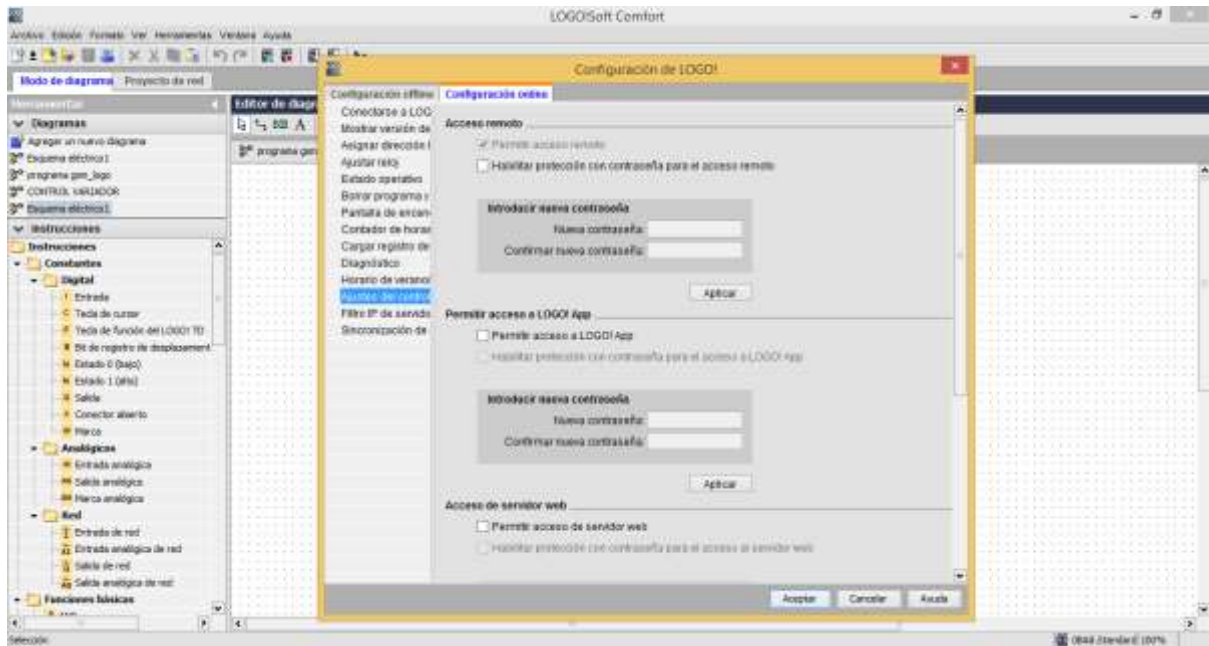 LOGO!Soft Comfort
Archivo Edición Formato Ver Herramientas Ventana Ayuda
Modo de diagrama Proyecto de red
Herramientas
Diagramas
Agregar un nuevo diagrama
Esquema eléctrico1
programa gem_logo
CONTROL VARIADOR
Esquema eléctrico1
Instrucciones
Instrucciones
Constantes
Digital
Entrada
Tecla de cursor
Tecla de función del LOGO! TD
Bit de registro de desplazament
Estado 0 (bajo)
Estado 1 (alto)
Salida
Conector abierto
Marca
Analógicos
Entrada analógica
Salida analógica
Marca analógica
Red
Entrada de red
Entrada analógica de red
Salida de red
Salida analógica de red
Funciones básicas
Selección
Editor de diagr
programa gem
Configuración de LOGO!
Configuración offline Configuración online
Conectarse a LOG
Mostrar versión de
Asignar dirección I
Ajustar reloj
Estado operativo
Borrar programa y
Pantalla de encen
Contador de horas
Cargar registro de
Diagnóstico
Horario de verano/
Ajustes del control
Filtro IP de servido
Sincronización de
Acceso remoto
Permitir acceso remoto
Habilitar protección con contraseña para el acceso remoto
Introducir nueva contraseña
Nueva contraseña:
Confirmar nueva contraseña:
Aplicar
Permitir acceso a LOGO! App
Permitir acceso a LOGO! App
Habilitar protección con contraseña para el acceso a LOGO! App
Introducir nueva contraseña
Nueva contraseña:
Confirmar nueva contraseña:
Aplicar
Acceso de servidor web
Permitir acceso de servidor web
Habilitar protección con contraseña para el acceso al servidor web
Aceptar Cancelar Ayuda
0BA8.Standard 100%